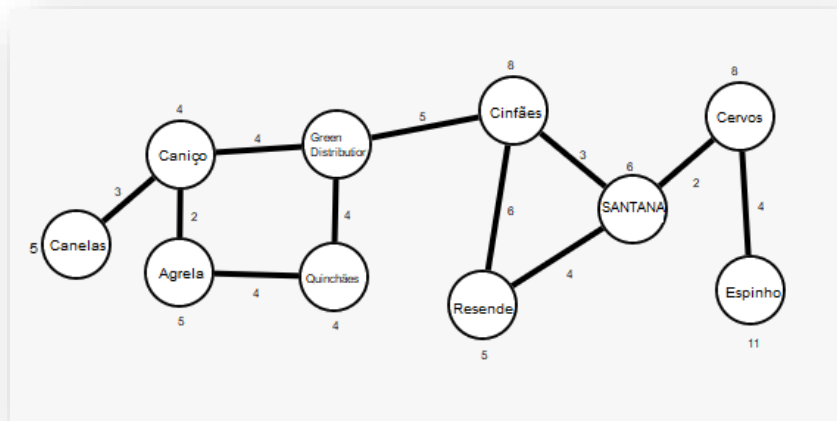 8
8
Cinfães
Cervos
4
5
Green
Distribution
4
Caniço
3
6
SANTANA
2
3
2
4
6
4
5
Canelas
Agrela
4
Quinchães
4
Resende
Espinho
5
4
5
11